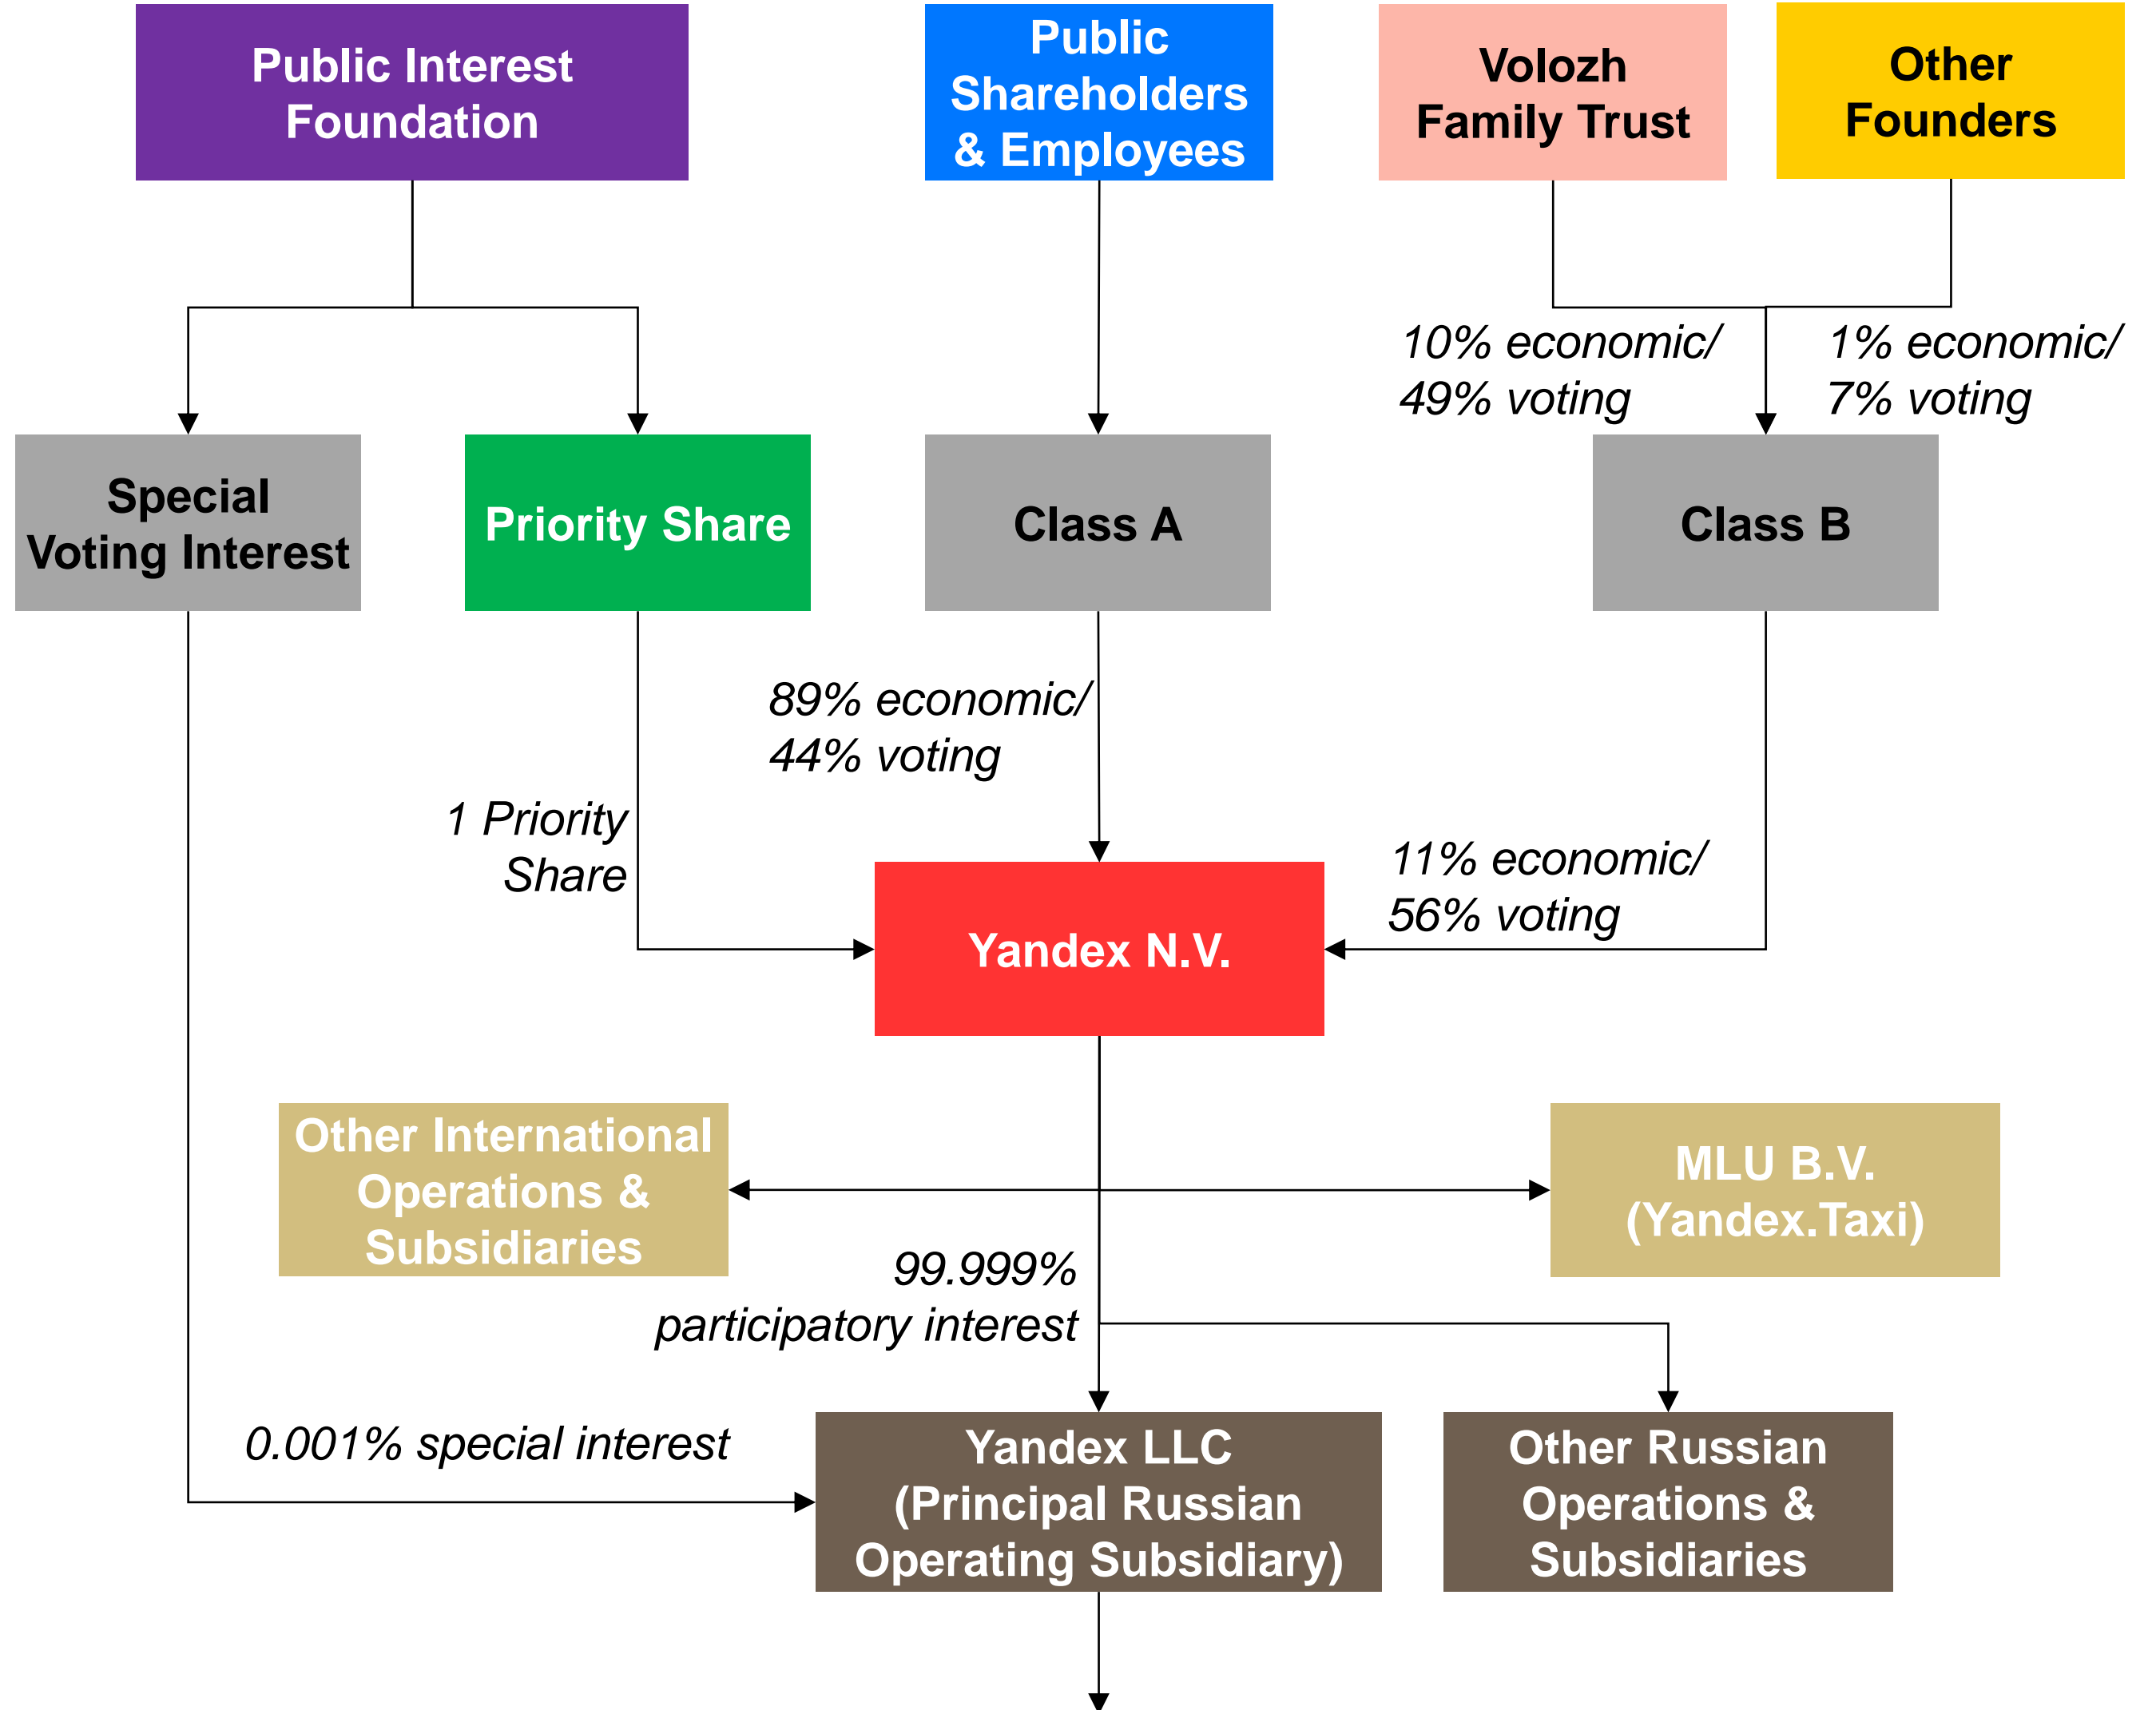 Public Interest
Foundation
Public
Shareholders
& Employees
Volozh
Family Trust
Other
Founders
10% economic/
49% voting
1% economic/
7% voting
Special
Voting Interest
Priority Share
Class A
Class B
89% economic/
44% voting
1 Priority
Share
11% economic/
56% voting
Yandex N.V.
Other International
Operations &
Subsidiaries
MLU B.V.
(Yandex.Taxi)
99.999%
participatory interest
0.001% special interest
Yandex LLC
(Principal Russian
Operating Subsidiary)
Other Russian
Operations &
Subsidiaries